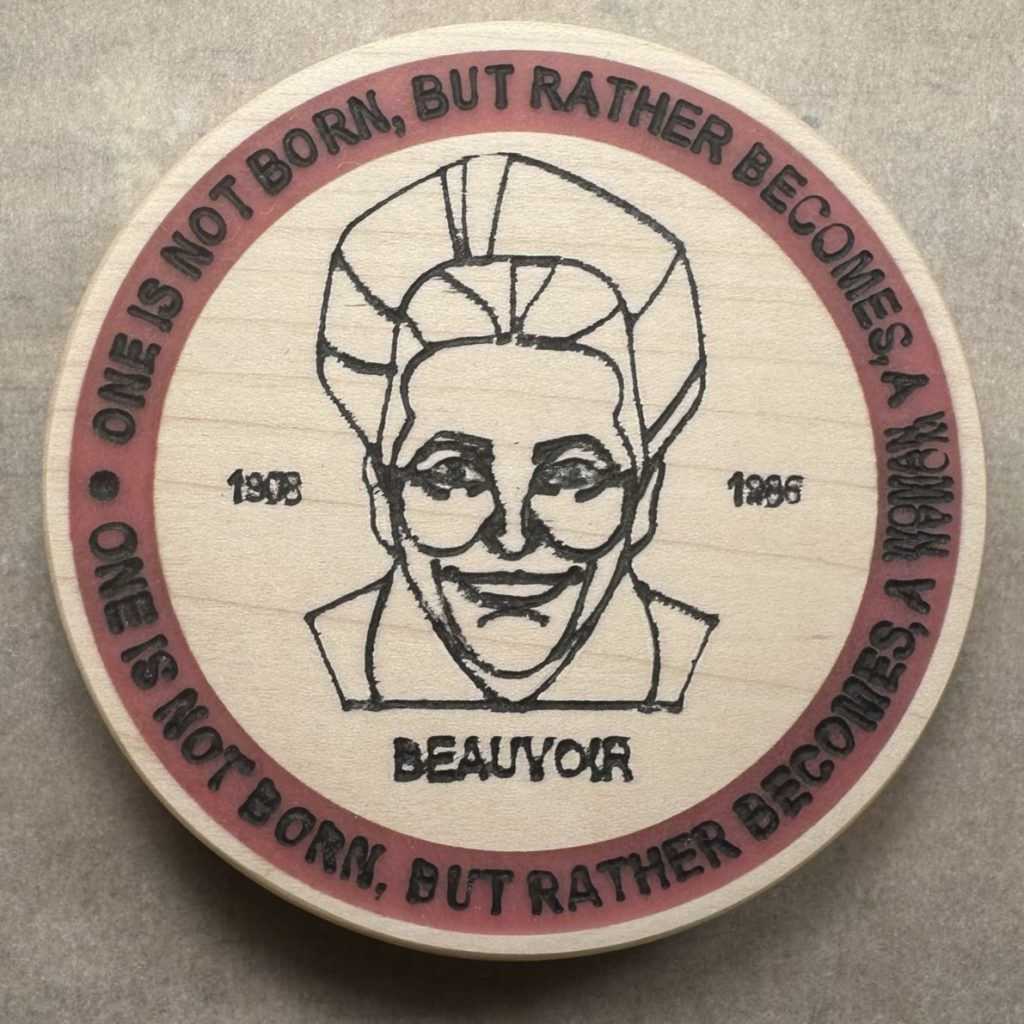 ONE IS NOT BORN, BUT RATHER BECOMES, A
1908
1986
BEAUVOIR
ONE IS NOT BORN, BUT RATHER BECOMES, A